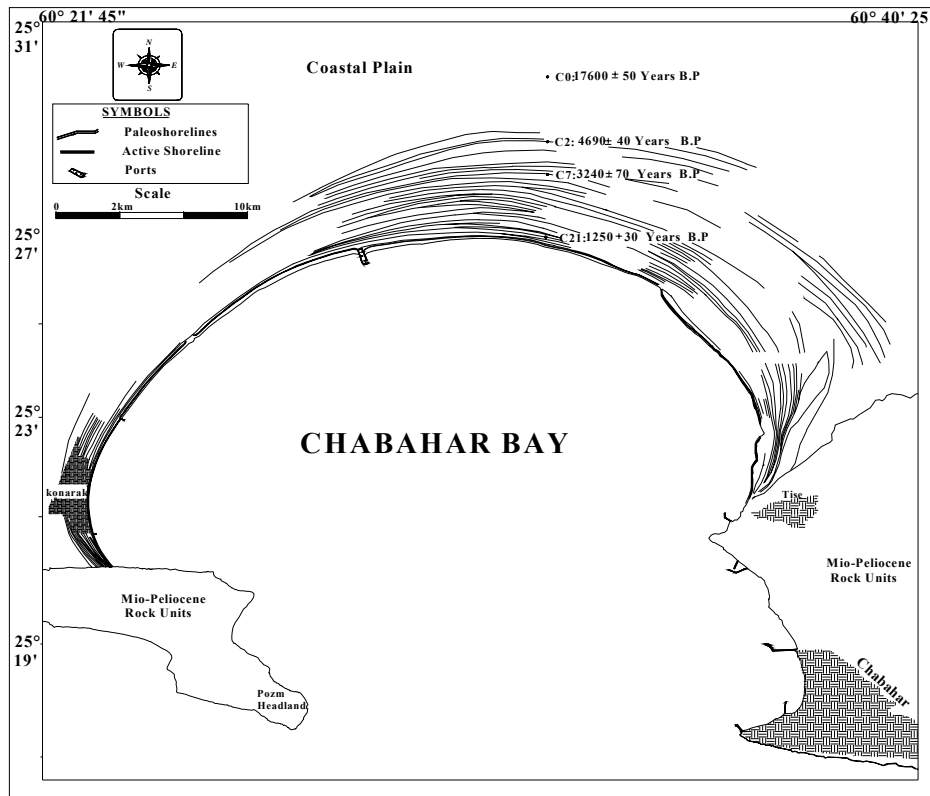 60° 21' 45"
60° 40' 25
25°
31'
N
W E
S
Coastal Plain
C0:17600 ± 50 Years B.P
SYMBOLS
Paleoshorelines
Active Shoreline
Ports
C2: 4690± 40 Years B.P
C7:3240± 70 Years B.P
Scale
0 2km 10km
25°
27'
C21:1250+30 Years B.P
25°
23'
CHABAHAR BAY
konarak
Tise
Mio-Peliocene
Rock Units
Mio-Peliocene
Rock Units
25°
19'
Chabahar
Pozm
Headland